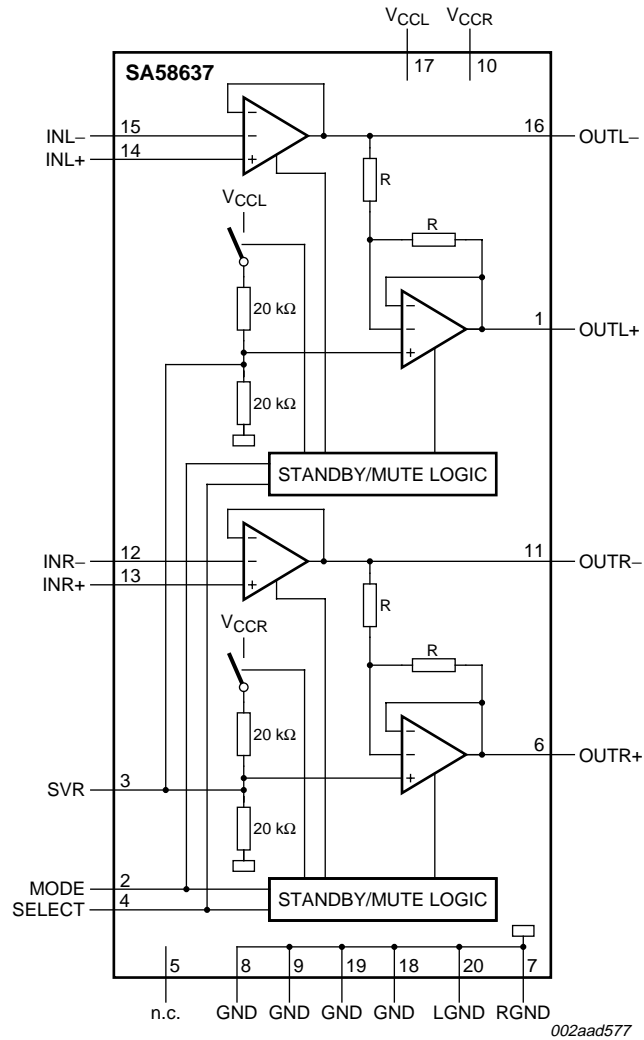 VCCL VCCR
17 10
SA58637
INL− 15 16 OUTL−
INL+ 14
R
VCCL
R
20 kΩ
1 OUTL+
20 kΩ
STANDBY/MUTE LOGIC
INR− 12 11 OUTR−
INR+ 13
R
VCCR
R
20 kΩ
6 OUTR+
SVR 3
20 kΩ
MODE 2
SELECT 4
STANDBY/MUTE LOGIC
5 8 9 19 18 20 7
n.c. GND GND GND GND LGND RGND
002aad577